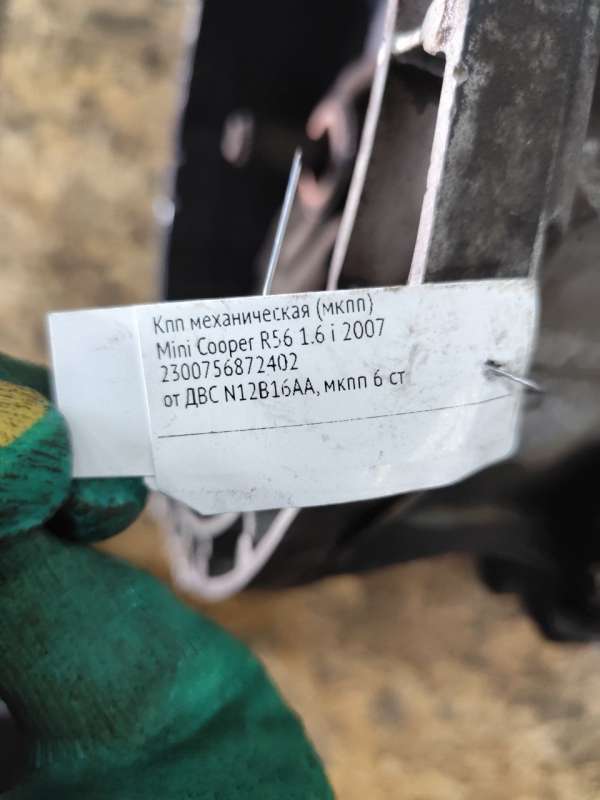 Кпп механическая (мкпп)
Mini Cooper R56 1.6 i 2007
2300756872402
от ДВС N12B16AA, мкпп 6 ст